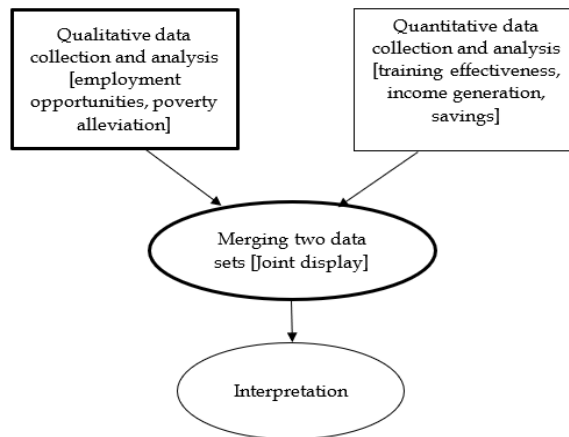 Qualitative data
collection and analysis
[employment
opportunities, poverty
alleviation]
Quantitative data
collection and analysis
[training effectiveness,
income generation,
savings]
Merging two data
sets [Joint display]
Interpretation